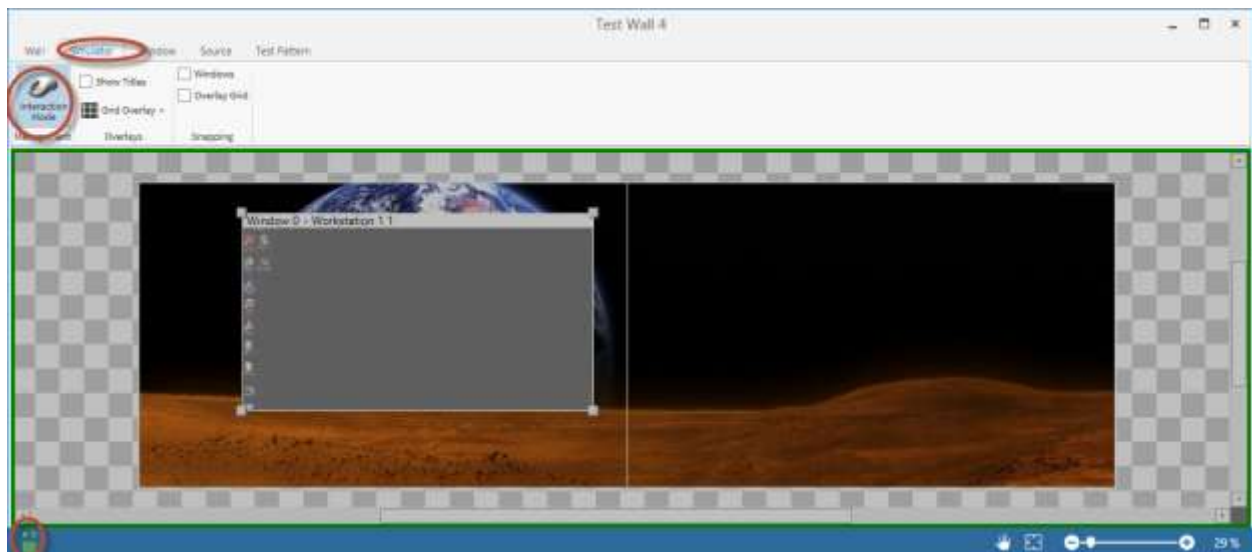 Test Wall 4
Wall Window Source Test Pattern
Show Titles
Windows
Interaction Mode
Grid Overlay
Overlay Grid
Overlays
Snapping
Window 0 - Workstation 1.1
29 %